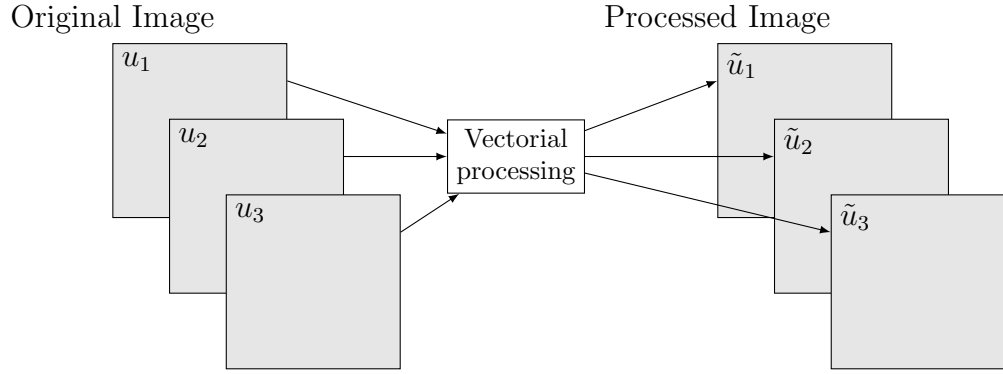 Original Image
Processed Image
u₁
u₂
u₃
Vectorial
processing
ũ₁
ũ₂
ũ₃